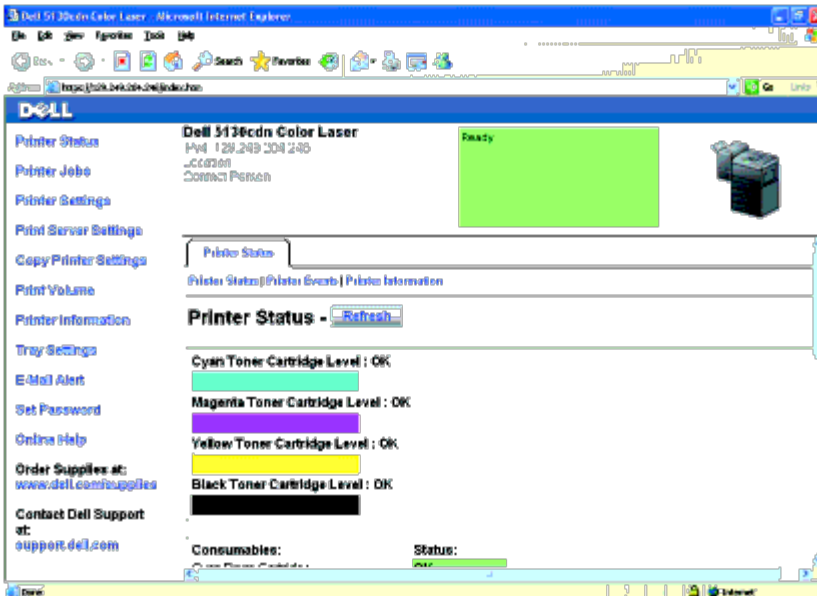 Dell 5130cdn Color Laser - Microsoft Internet Explorer
File Edit View Favorites Tools Help
Search Favorites
Address
Go Links
DELL
Printer Status
Printer Jobs
Printer Settings
Print Server Settings
Copy Printer Settings
Print Volume
Printer Information
Tray Settings
E-Mail Alert
Set Password
Online Help
Order Supplies at:
www.dell.com/supplies
Contact Dell Support
at:
support.dell.com
Dell 5130cdn Color Laser
IPv4
Location
Contact Person
Ready
Printer Status
Printer Status | Printer Events | Printer Information
Printer Status - Refresh
Cyan Toner Cartridge Level : OK
Magenta Toner Cartridge Level : OK
Yellow Toner Cartridge Level : OK
Black Toner Cartridge Level : OK
Consumables: Status:
OK
Done Internet